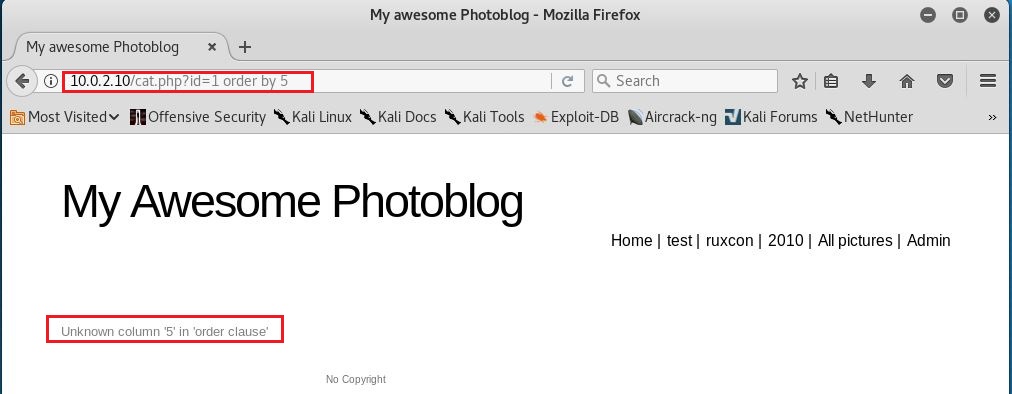 My awesome Photoblog - Mozilla Firefox
My awesome Photoblog × +
10.0.2.10/cat.php?id=1 order by 5 Search
Most Visited Offensive Security Kali Linux Kali Docs Kali Tools Exploit-DB Aircrack-ng Kali Forums NetHunter »
My Awesome Photoblog
Home | test | ruxcon | 2010 | All pictures | Admin
Unknown column '5' in 'order clause'
No Copyright